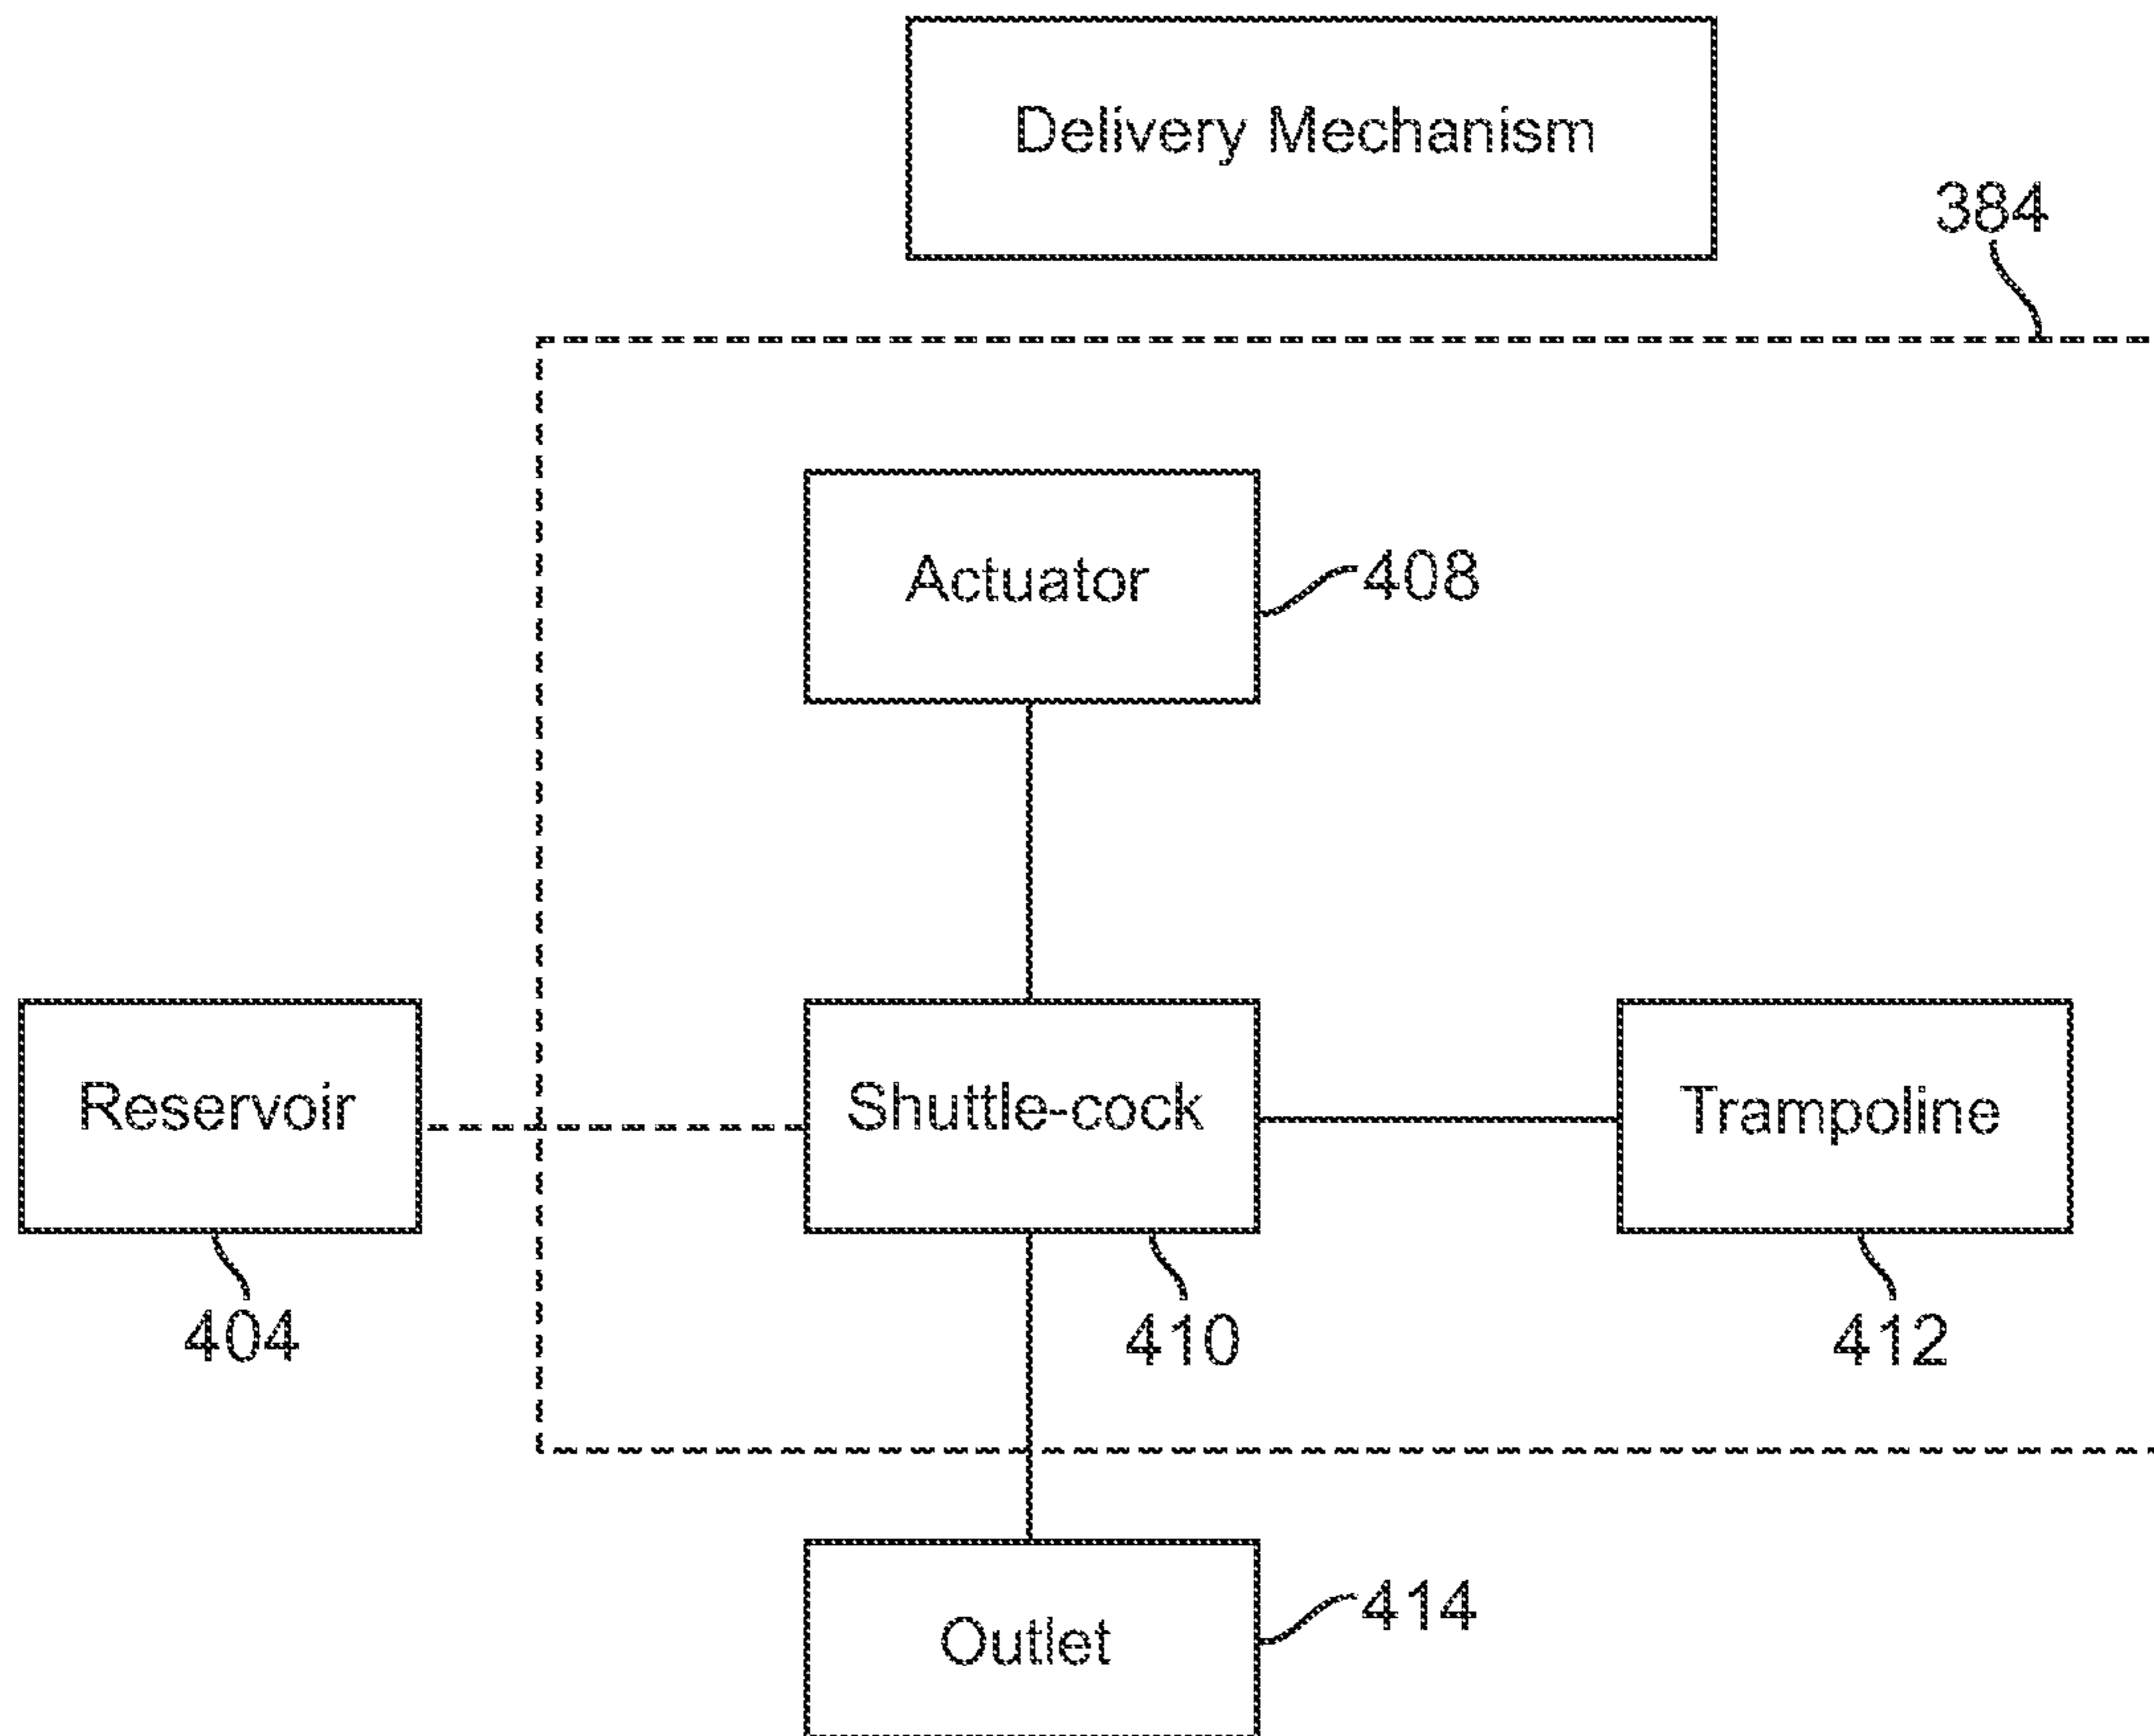 Delivery Mechanism
384
Actuator
408
Reservoir
Shuttle-cock
Trampoline
404
410
412
Outlet
414